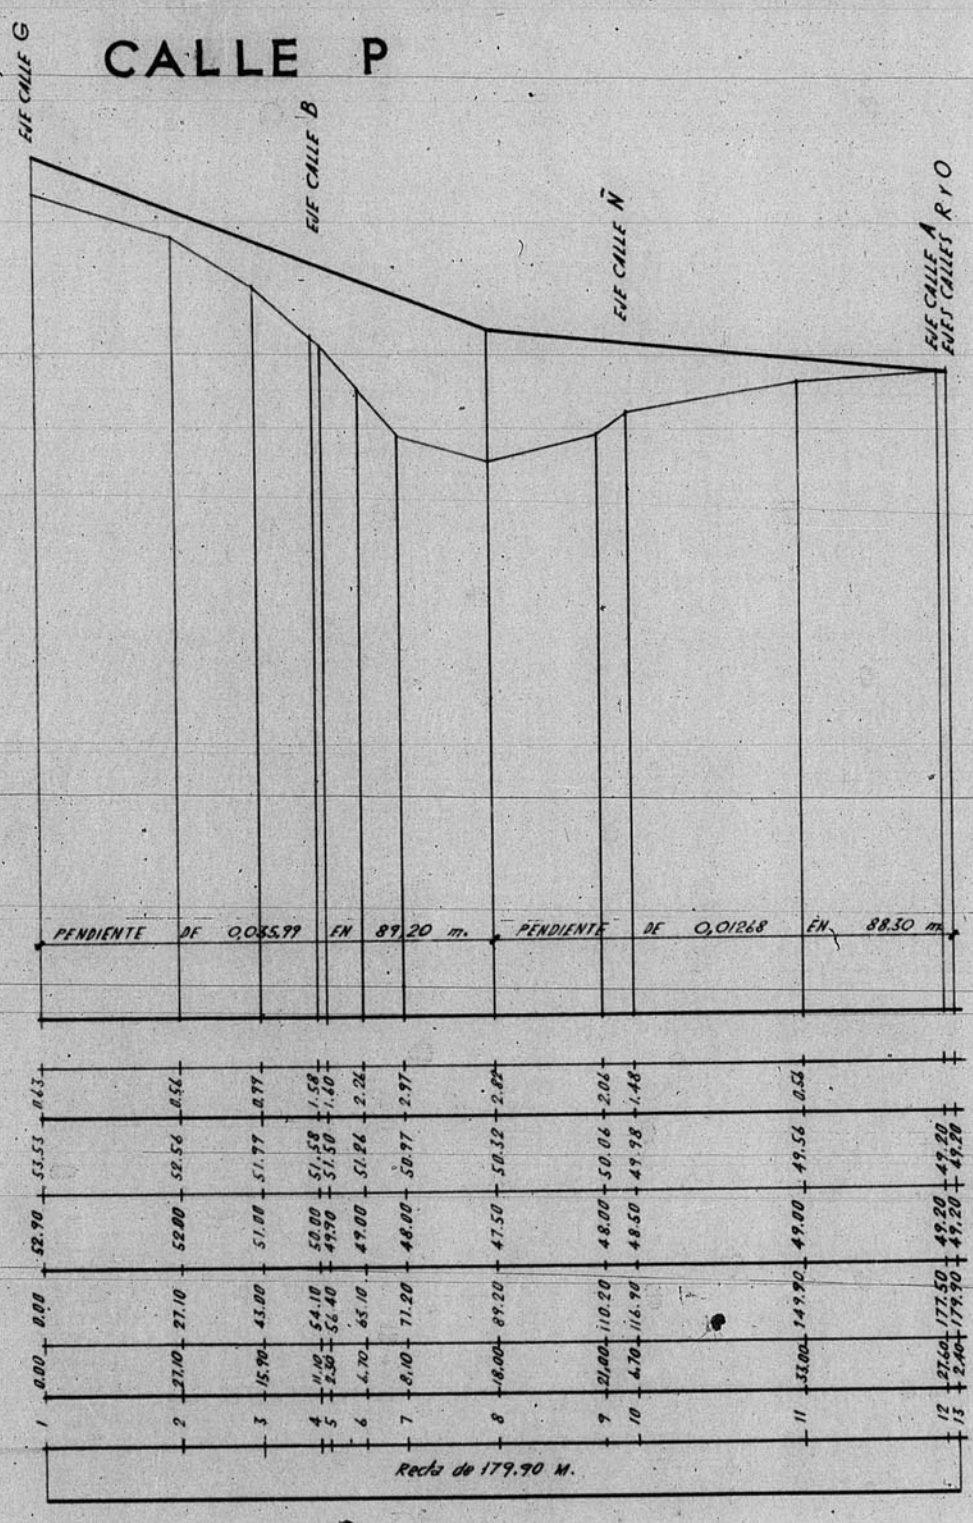 CALLE P
EJE CALLE G
EJE CALLE B
EJE CALLE Ñ
EJE CALLE A
EJES CALLES R Y O
PENDIENTE DE 0,03599 EN 89.20 m. PENDIENTE DE 0,01268 EN 88.30 m
0.63 0.56 0.99 1.58 1.60 2.26 2.97 2.82 2.06 1.48 0.56
53.53 52.56 51.99 51.58 51.50 51.26 50.97 50.32 50.06 49.98 49.56 49.20 49.20
52.90 52.00 51.00 50.00 49.90 49.00 48.00 47.50 48.00 48.50 49.00 49.20 49.20
0.00 27.10 43.00 54.10 56.40 63.10 71.20 89.20 110.20 116.90 149.90 177.50 179.90
0.00 27.10 15.90 11.10 2.30 6.70 8.10 18.00 21.00 6.70 33.00 27.60 2.40
1 2 3 4 5 6 7 8 9 10 11 12 13
Recta de 179.90 M.